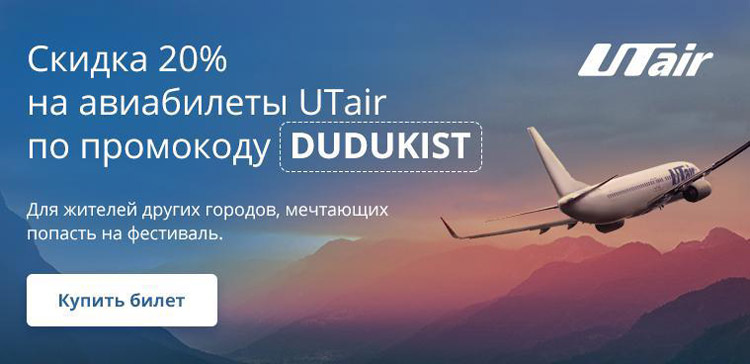 Скидка 20%
на авиабилеты UTair
по промокоду DUDUKIST
Для жителей других городов, мечтающих
попасть на фестиваль.
Купить билет
UTair
UTair